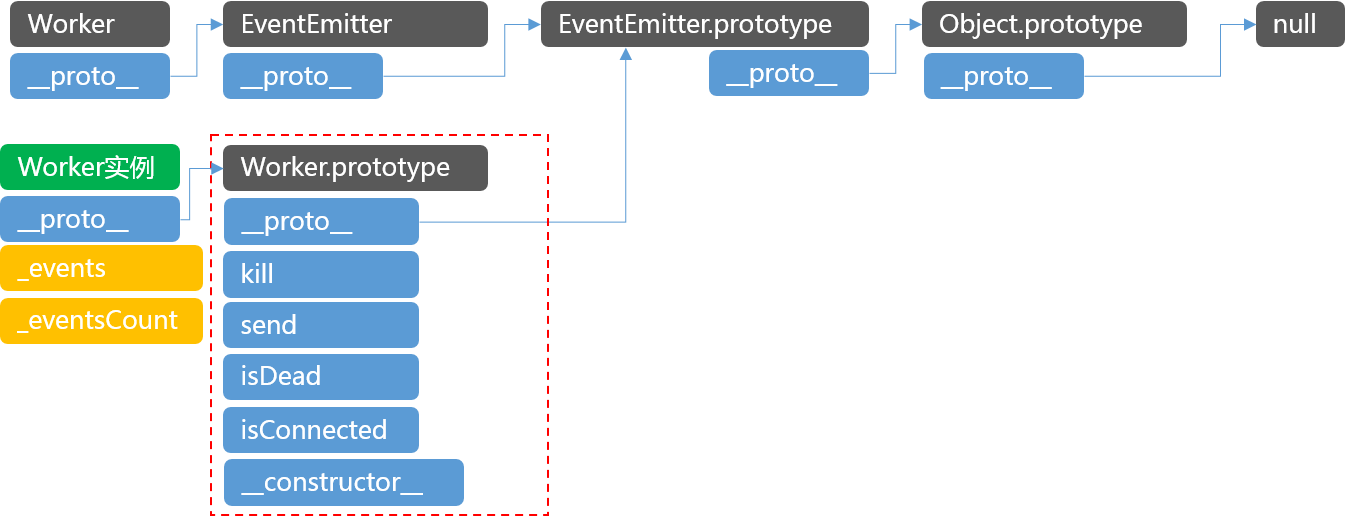 Worker
EventEmitter
EventEmitter.prototype
Object.prototype
null
__proto__
__proto__
__proto__
__proto__
Worker实例
__proto__
_events
_eventsCount
Worker.prototype
__proto__
kill
send
isDead
isConnected
__constructor__